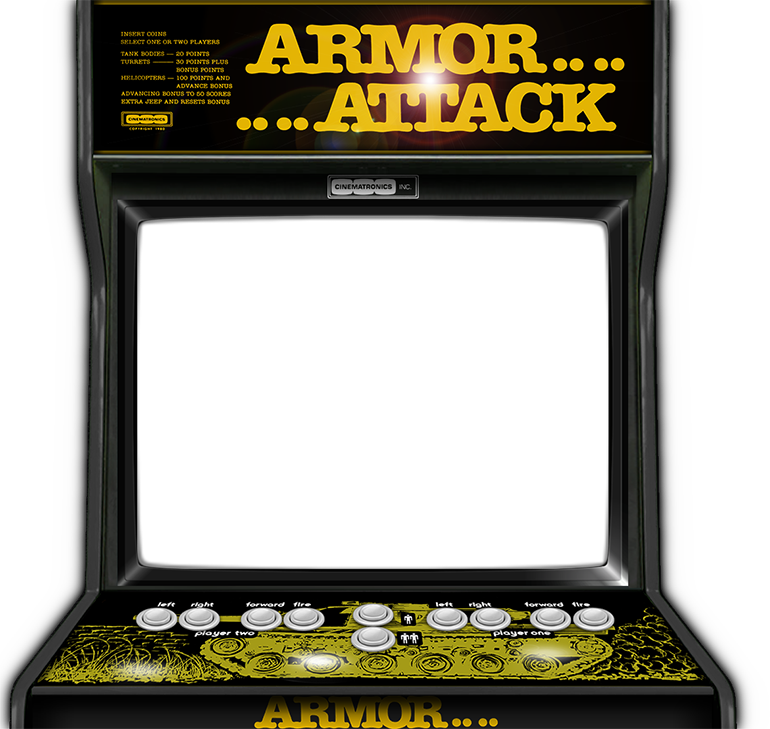 INSERT COINS
SELECT ONE OR TWO PLAYERS
TANK BODIES — 20 POINTS
TURRETS —— 30 POINTS PLUS
BONUS POINTS
HELICOPTERS — 100 POINTS AND
ADVANCE BONUS
ADVANCING BONUS TO 50 SCORES
EXTRA JEEP AND RESETS BONUS
CINEMATRONICS
COPYRIGHT 1980
ARMOR....
....ATTACK
CINEMATRONICS INC.
left right forward fire left right forward fire
player two player one
ARMOR....